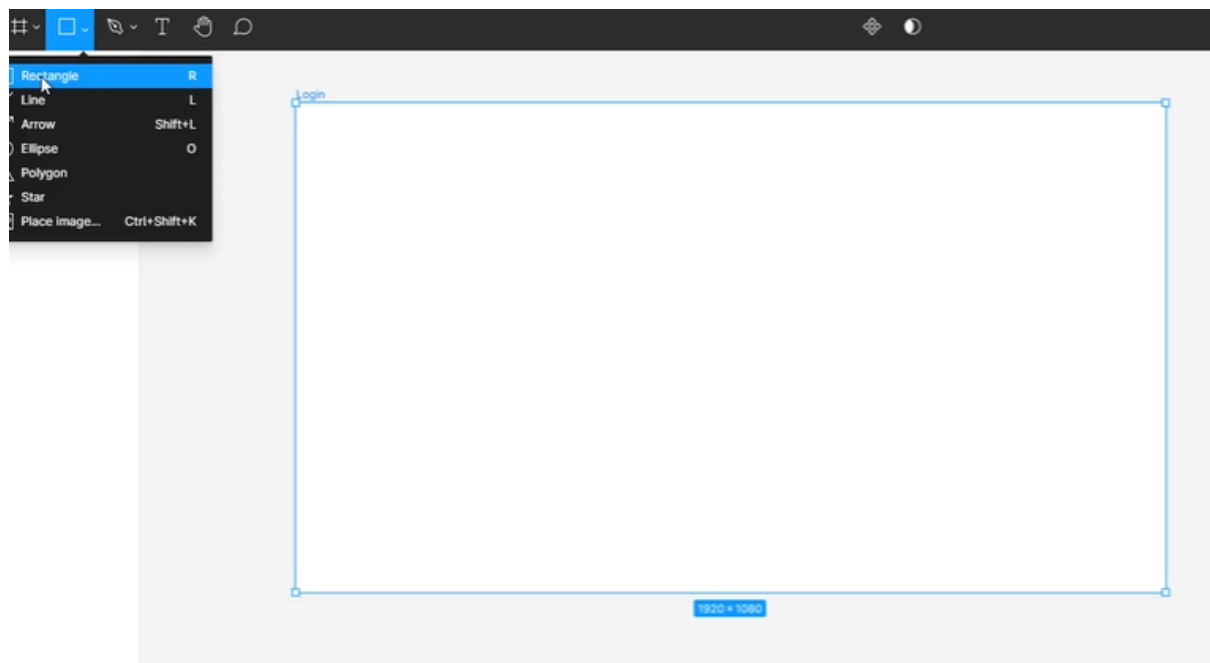 T
Rectangle R
Line L
Arrow Shift+L
Ellipse O
Polygon
Star
Place image... Ctrl+Shift+K
Login
1920 × 1080